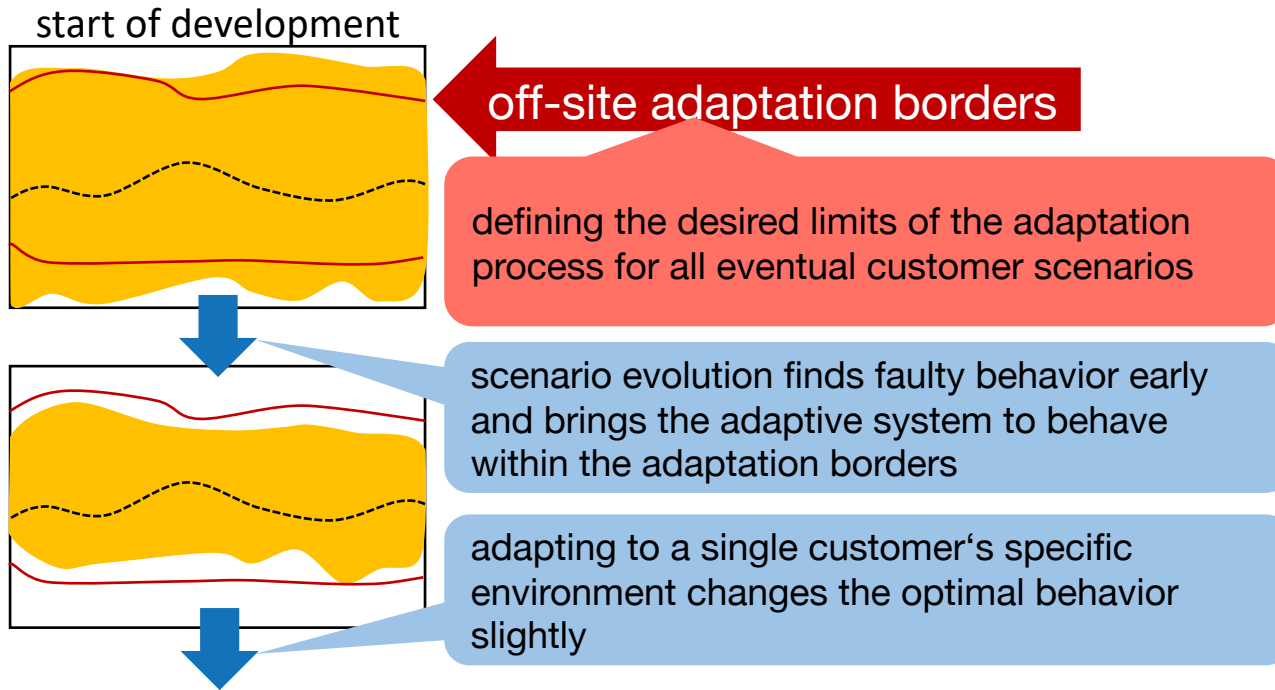 start of development
off-site adaptation borders
defining the desired limits of the adaptation
process for all eventual customer scenarios
scenario evolution finds faulty behavior early
and brings the adaptive system to behave
within the adaptation borders
adapting to a single customer‘s specific
environment changes the optimal behavior
slightly